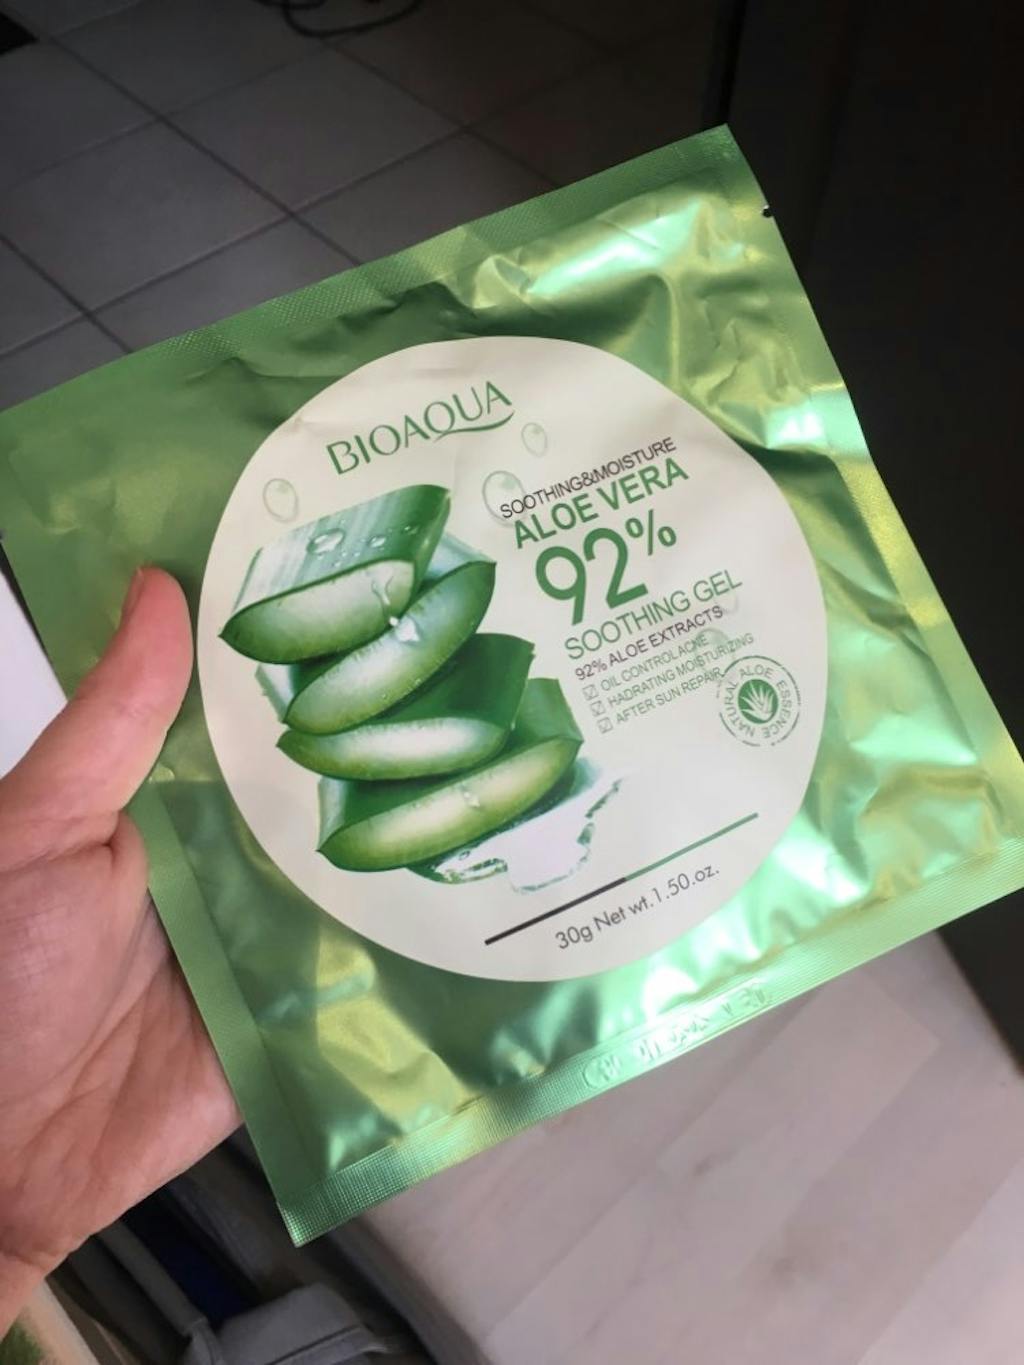 BIOAQUA
SOOTHING&MOISTURE
ALOE VERA
92%
SOOTHING GEL
92% ALOE EXTRACTS
☑ OIL CONTROLACNE
☑ HADRATING MOISTURIZING
☑ AFTER SUN REPAIR
NATURAL ALOE ESSENCE
30g Net wt.1.50.oz.